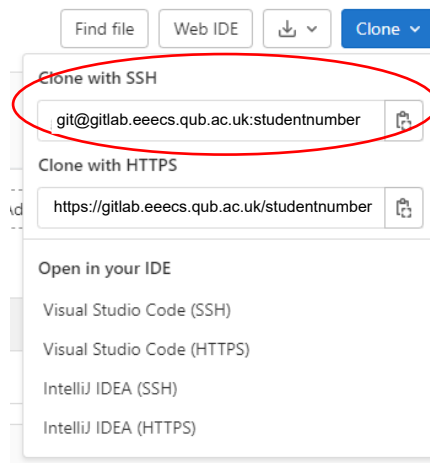 Find file Web IDE Clone
Clone with SSH
git@gitlab.eeecs.qub.ac.uk:studentnumber
Clone with HTTPS
https://gitlab.eeecs.qub.ac.uk/studentnumber
Open in your IDE
Visual Studio Code (SSH)
Visual Studio Code (HTTPS)
IntelliJ IDEA (SSH)
IntelliJ IDEA (HTTPS)